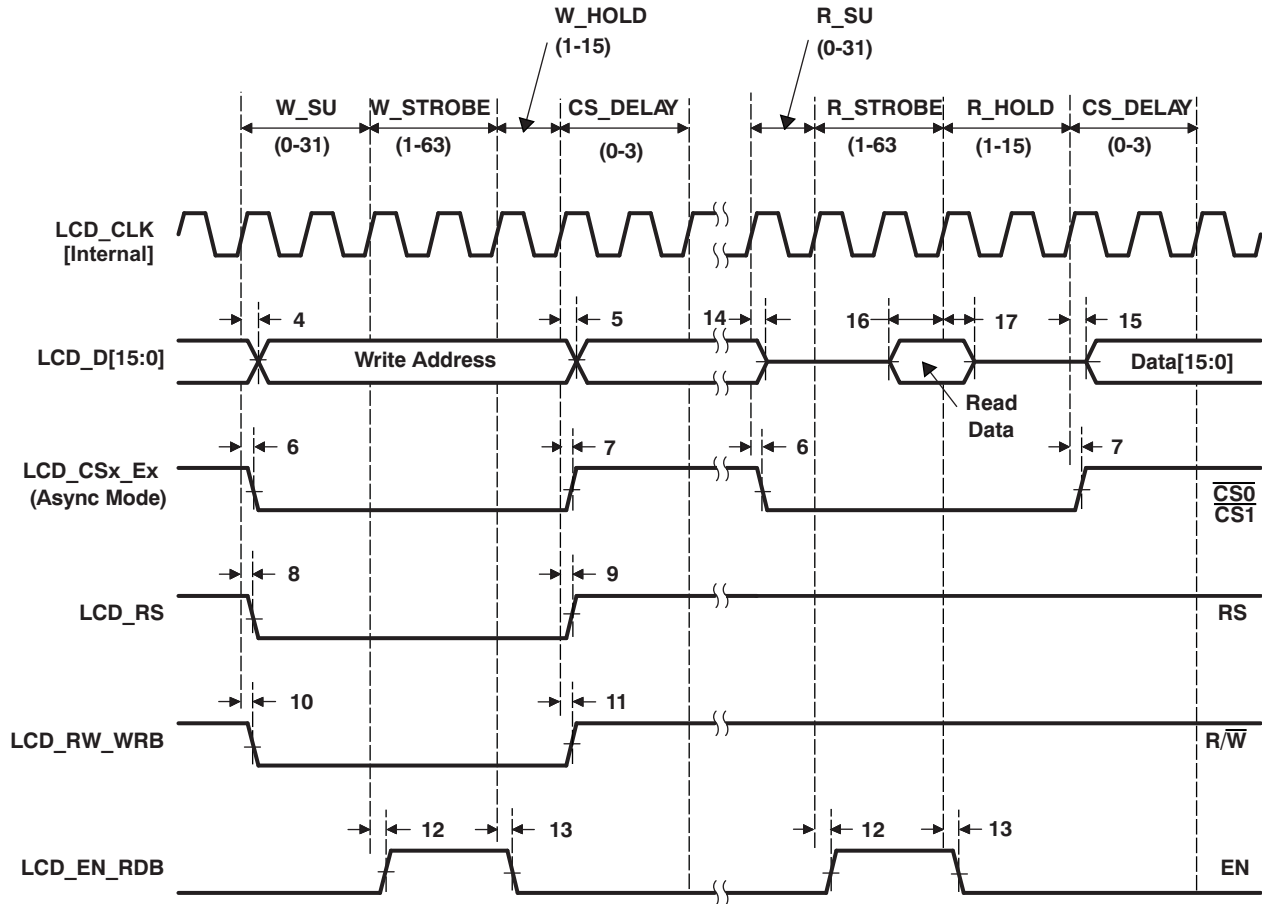 W_HOLD
(1-15)
R_SU
(0-31)
W_SU
(0-31)
W_STROBE
(1-63)
CS_DELAY
(0-3)
R_STROBE
(1-63
R_HOLD
(1-15)
CS_DELAY
(0-3)
LCD_CLK
[Internal]
4
5
14
16
17
15
LCD_D[15:0]
Write Address
Data[15:0]
Read
Data
6
7
6
7
LCD_CSx_Ex
(Async Mode)
CS0
CS1
8
9
LCD_RS
RS
10
11
LCD_RW_WRB
R/W
12
13
12
13
LCD_EN_RDB
EN